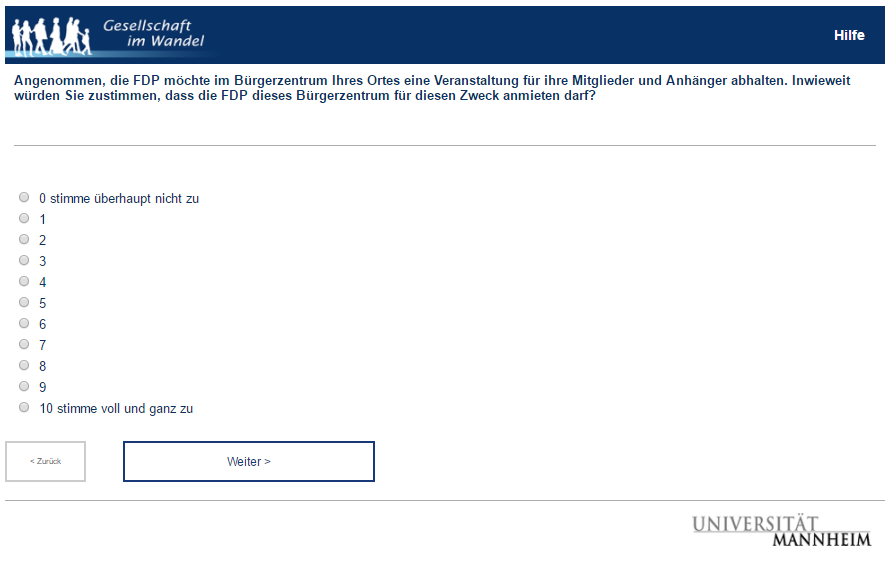 Gesellschaft
im Wandel
Hilfe
Angenommen, die FDP möchte im Bürgerzentrum Ihres Ortes eine Veranstaltung für ihre Mitglieder und Anhänger abhalten. Inwieweit
würden Sie zustimmen, dass die FDP dieses Bürgerzentrum für diesen Zweck anmieten darf?
0 stimme überhaupt nicht zu
1
2
3
4
5
6
7
8
9
10 stimme voll und ganz zu
< Zurück
Weiter >
UNIVERSITÄT
MANNHEIM